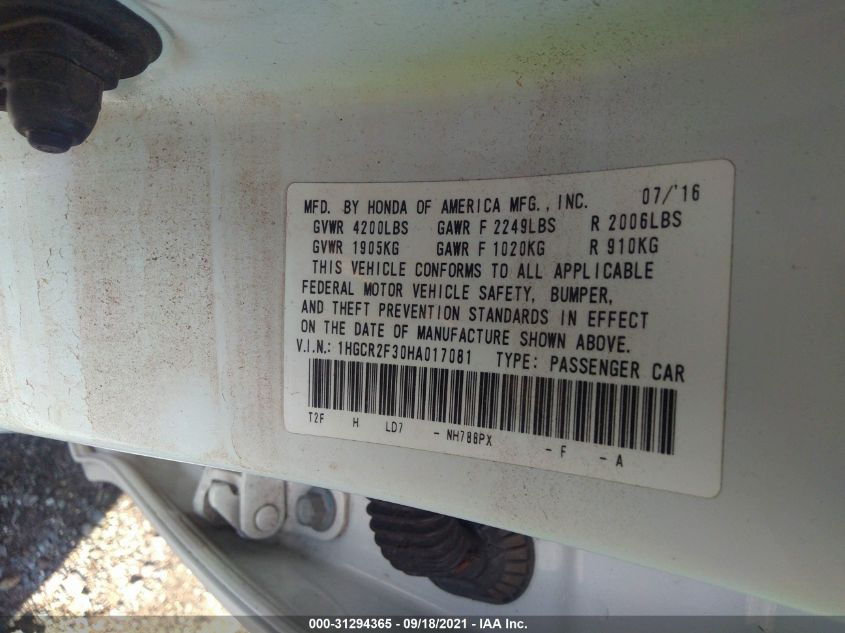 MFD. BY HONDA OF AMERICA MFG., INC. 07/'16
GVWR 4200LBS GAWR F 2249LBS R 2006LBS
GVWR 1905KG GAWR F 1020KG R 910KG
THIS VEHICLE CONFORMS TO ALL APPLICABLE
FEDERAL MOTOR VEHICLE SAFETY, BUMPER,
AND THEFT PREVENTION STANDARDS IN EFFECT
ON THE DATE OF MANUFACTURE SHOWN ABOVE.
V.I.N.: 1HGCR2F30HA017081 TYPE: PASSENGER CAR
T2F H LD7 - NH788PX - F - A
000-31294365 - 09/18/2021 - IAA Inc.